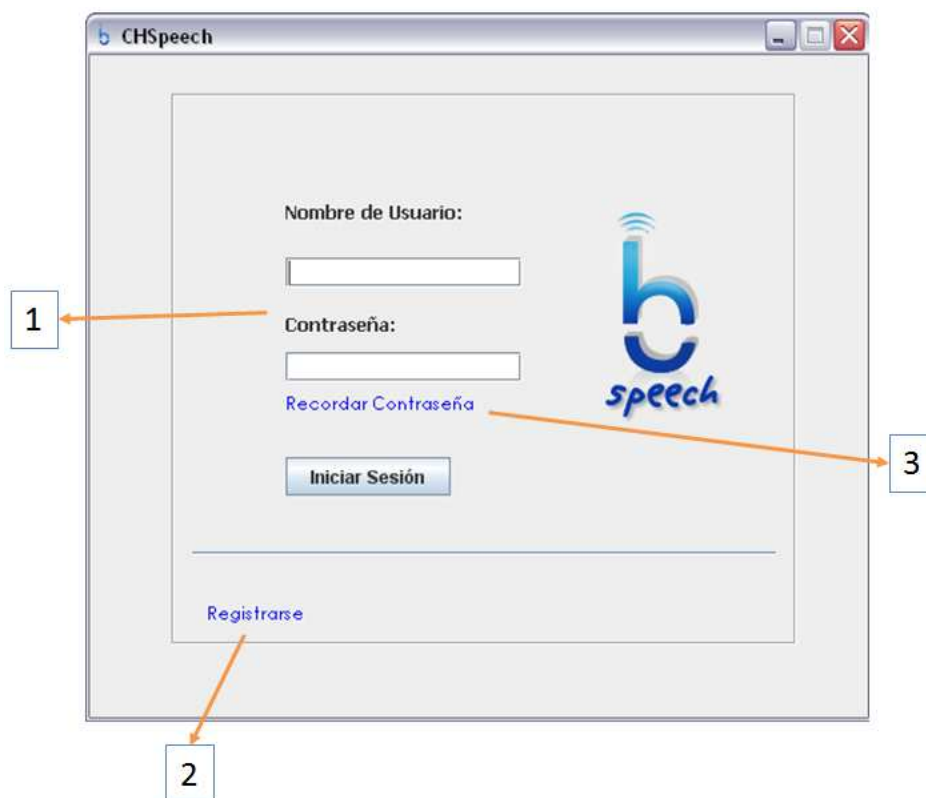 CHSpeech
Nombre de Usuario:
1
Contraseña:
Recordar Contraseña
speech
3
Iniciar Sesión
Registrarse
2